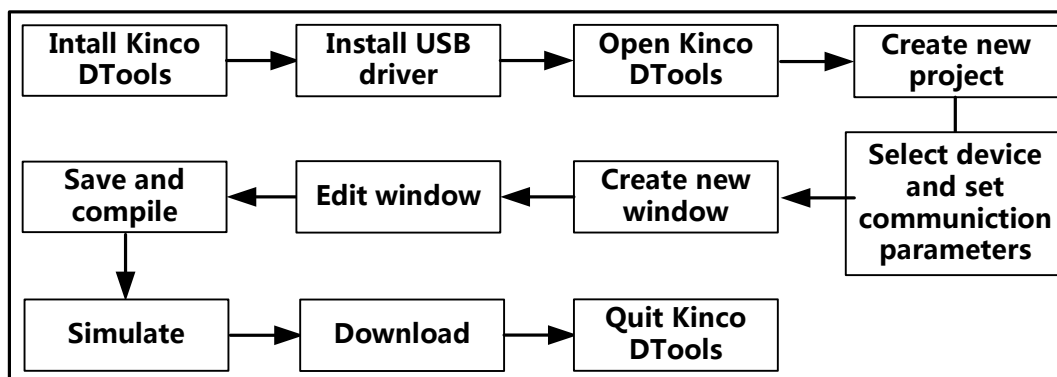 Intall Kinco
DTools
Install USB
driver
Open Kinco
DTools
Create new
project
Select device
and set
communiction
parameters
Create new
window
Edit window
Save and
compile
Simulate
Download
Quit Kinco
DTools